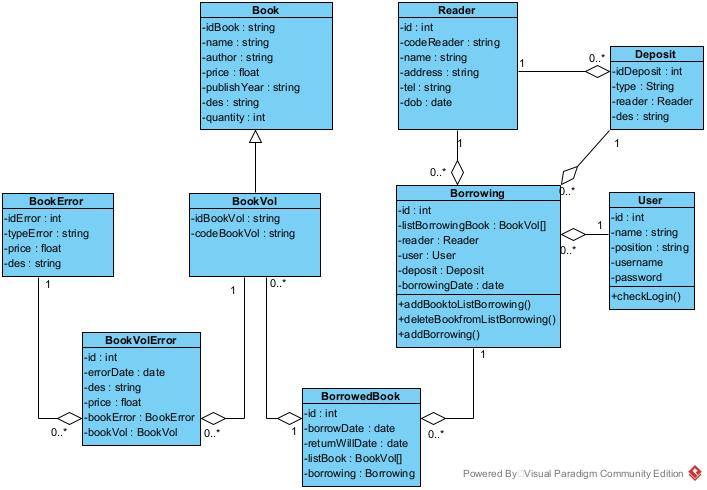 Book
-idBook : string
-name : string
-author : string
-price : float
-publishYear : string
-des : string
-quantity : int
Reader
-id : int
-codeReader : string
-name : string
-address : string
-tel : string
-dob : date
1
0..*
Deposit
-idDeposit : int
-type : String
-reader : Reader
-des : string
1
0..*
1
0..*
BookError
-idError : int
-typeError : string
-price : float
-des : string
1
BookVol
-idBookVol : string
-codeBookVol : string
1
0..*
Borrowing
-id : int
-listBorrowingBook : BookVol[]
-reader : Reader
-user : User
-deposit : Deposit
-borrowingDate : date
+addBooktoListBorrowing()
+deleteBookfromListBorrowing()
+addBorrowing()
1
0..*
1
User
-id : int
-name : string
-position : string
-username
-password
+checkLogin()
BookVolError
-id : int
-errorDate : date
-des : string
-price : float
-bookError : BookError
-bookVol : BookVol
0..*
0..*
BorrowedBook
-id : int
-borrowDate : date
-returnWillDate : date
-listBook : BookVol[]
-borrowing : Borrowing
1
0..*
Powered By Visual Paradigm Community Edition